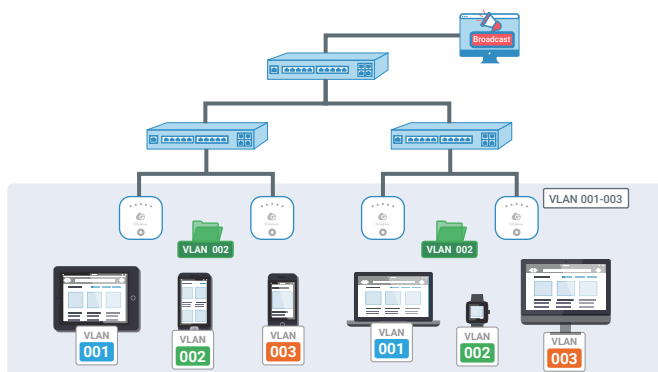 Broadcast
VLAN 001-003
VLAN 002
VLAN 002
VLAN
001
VLAN
002
VLAN
003
VLAN
001
VLAN
002
VLAN
003